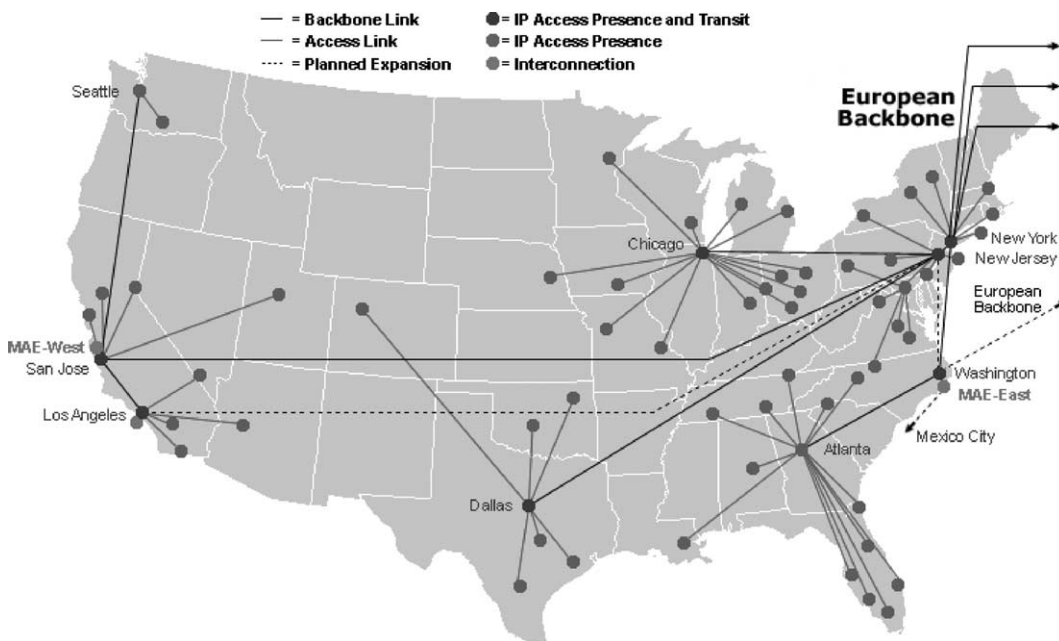 = Backbone Link
= Access Link
= Planned Expansion
= IP Access Presence and Transit
= IP Access Presence
= Interconnection
Seattle
European
Backbone
Chicago
New York
New Jersey
European
Backbone
MAE-West
San Jose
Washington
MAE-East
Los Angeles
Mexico City
Atlanta
Dallas